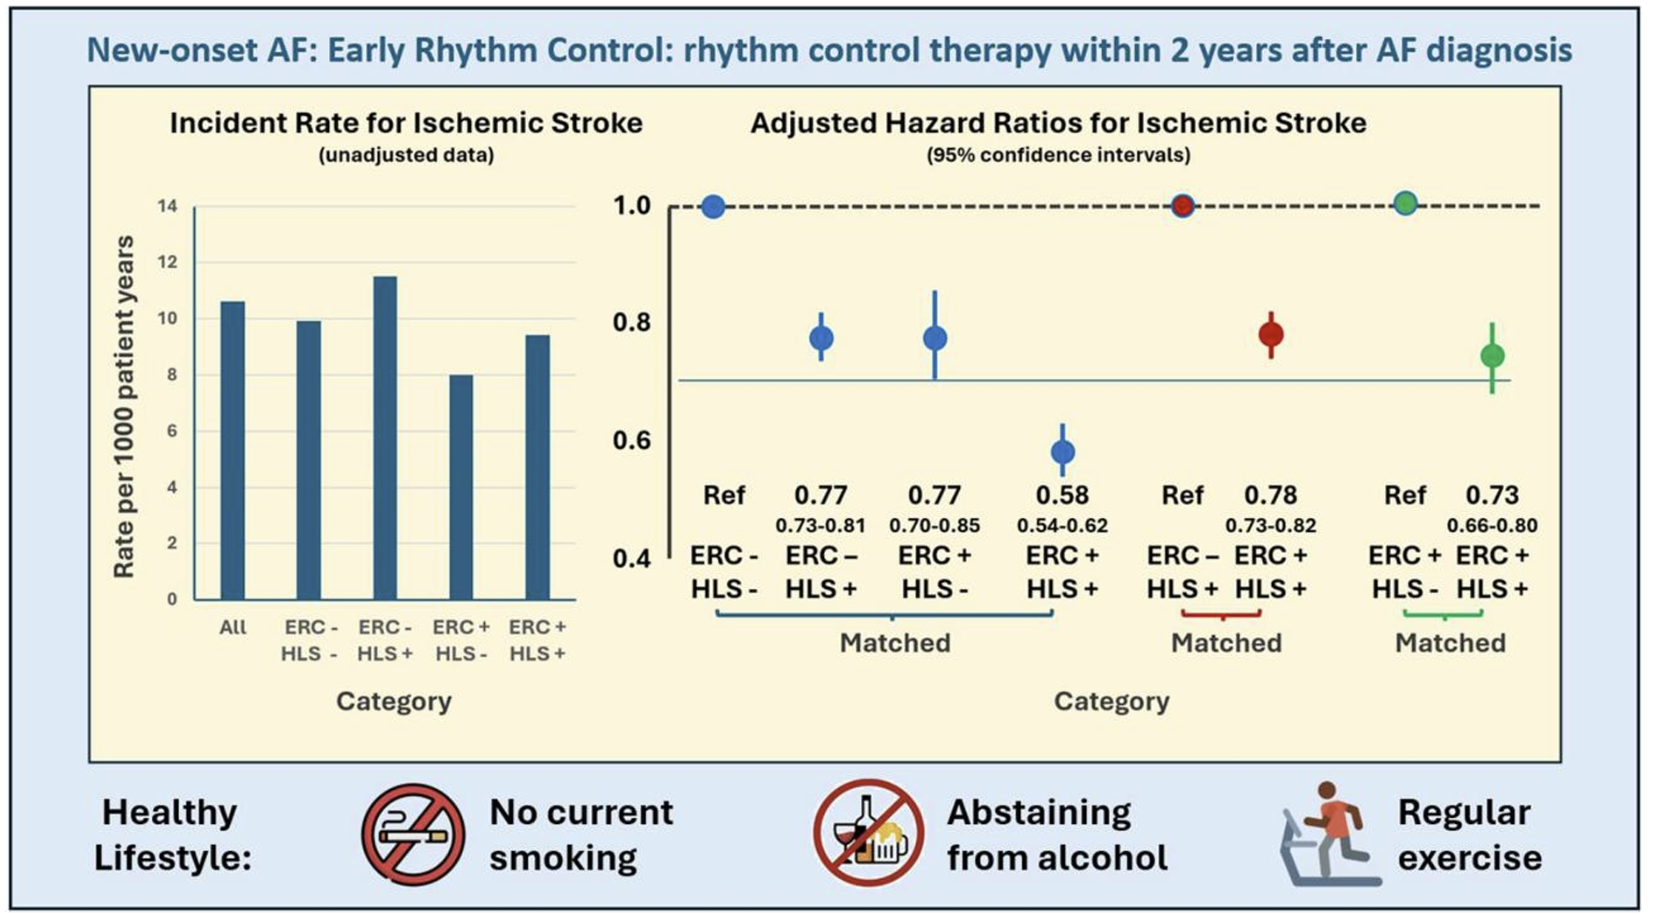 New-onset AF: Early Rhythm Control: rhythm control therapy within 2 years after AF diagnosis
Incident Rate for Ischemic Stroke
(unadjusted data)
Rate per 1000 patient years
14
12
10
8
6
4
2
0
All
ERC - ERC - ERC + ERC +
HLS - HLS + HLS - HLS +
Category
Adjusted Hazard Ratios for Ischemic Stroke
(95% confidence intervals)
1.0
0.8
0.6
0.4
Ref 0.77 0.77 0.58 Ref 0.78 Ref 0.73
0.73-0.81 0.70-0.85 0.54-0.62 0.73-0.82 0.66-0.80
ERC - ERC – ERC + ERC + ERC – ERC + ERC + ERC +
HLS - HLS + HLS - HLS + HLS + HLS + HLS - HLS +
Matched Matched Matched
Category
Healthy
Lifestyle:
No current
smoking
Abstaining
from alcohol
Regular
exercise